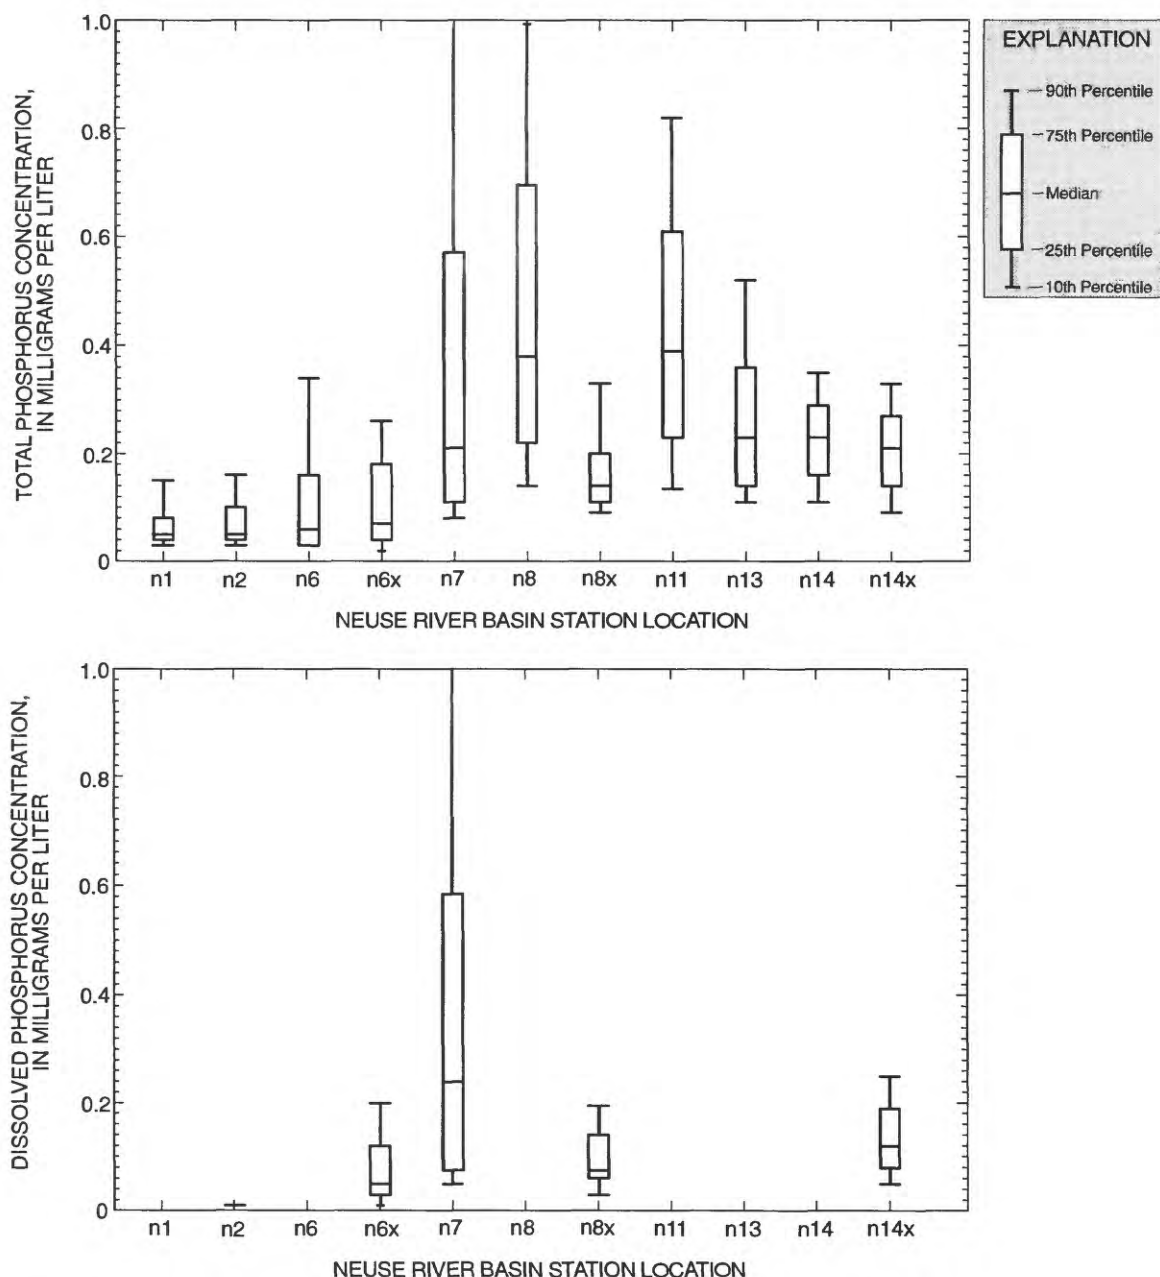 TOTAL PHOSPHORUS CONCENTRATION,
IN MILLIGRAMS PER LITER
1.0
0.8
0.6
0.4
0.2
0
n1 n2 n6 n6x n7 n8 n8x n11 n13 n14 n14x
NEUSE RIVER BASIN STATION LOCATION
EXPLANATION
90th Percentile
75th Percentile
Median
25th Percentile
10th Percentile
DISSOLVED PHOSPHORUS CONCENTRATION,
IN MILLIGRAMS PER LITER
1.0
0.8
0.6
0.4
0.2
0
n1 n2 n6 n6x n7 n8 n8x n11 n13 n14 n14x
NEUSE RIVER BASIN STATION LOCATION